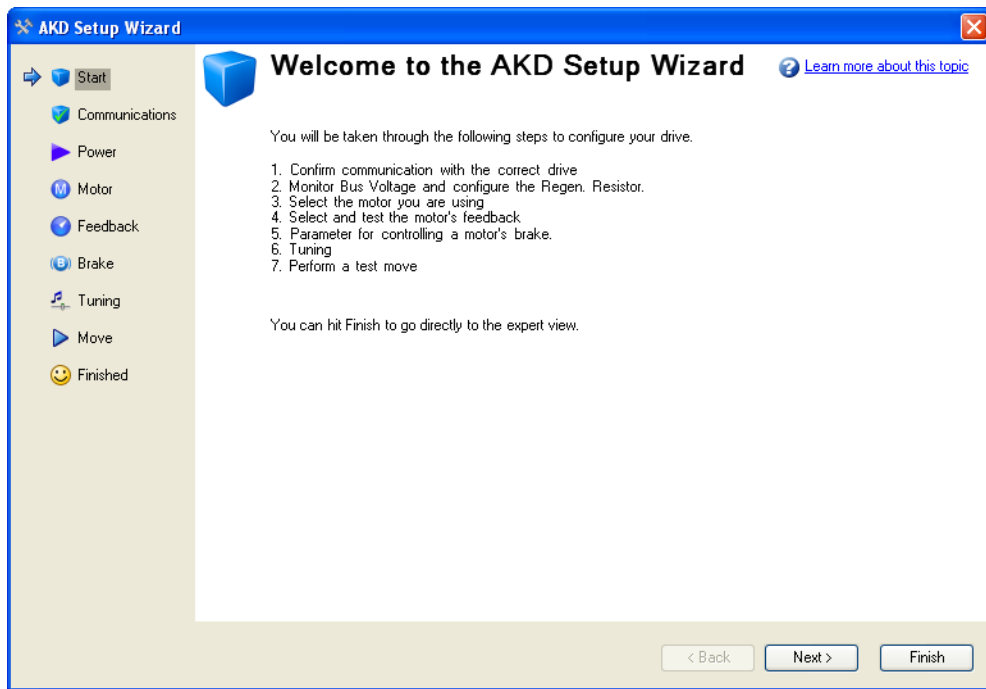 AKD Setup Wizard
Start
Communications
Power
M Motor
Feedback
B Brake
Tuning
Move
Finished
Welcome to the AKD Setup Wizard
? Learn more about this topic
You will be taken through the following steps to configure your drive.
1. Confirm communication with the correct drive
2. Monitor Bus Voltage and configure the Regen. Resistor.
3. Select the motor you are using
4. Select and test the motor's feedback
5. Parameter for controlling a motor's brake.
6. Tuning
7. Perform a test move
You can hit Finish to go directly to the expert view.
< Back Next > Finish